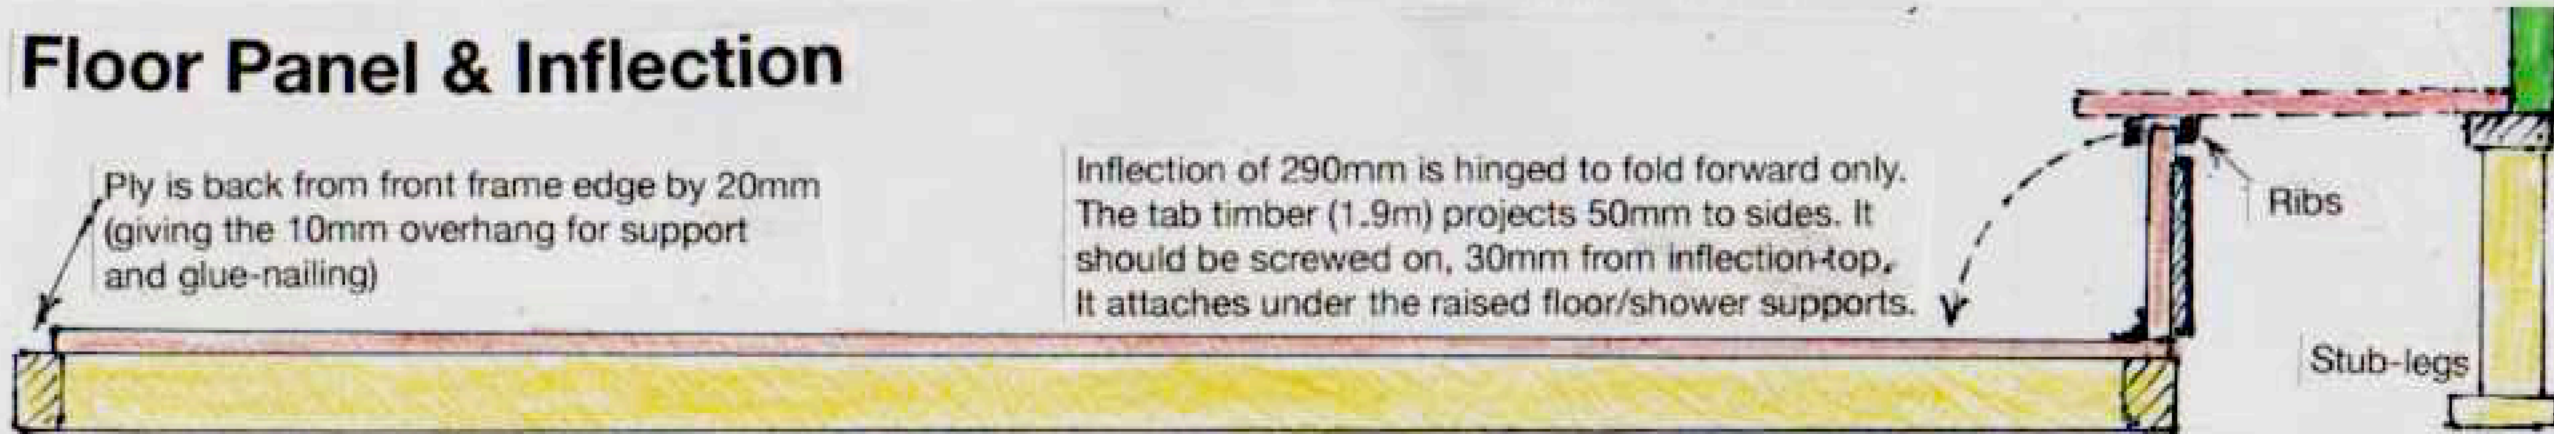 Floor Panel & Inflection
Ply is back from front frame edge by 20mm
(giving the 10mm overhang for support
and glue-nailing)
Inflection of 290mm is hinged to fold forward only.
The tab timber (1.9m) projects 50mm to sides. It
should be screwed on, 30mm from inflection-top.
It attaches under the raised floor/shower supports.
Ribs
Stub-legs